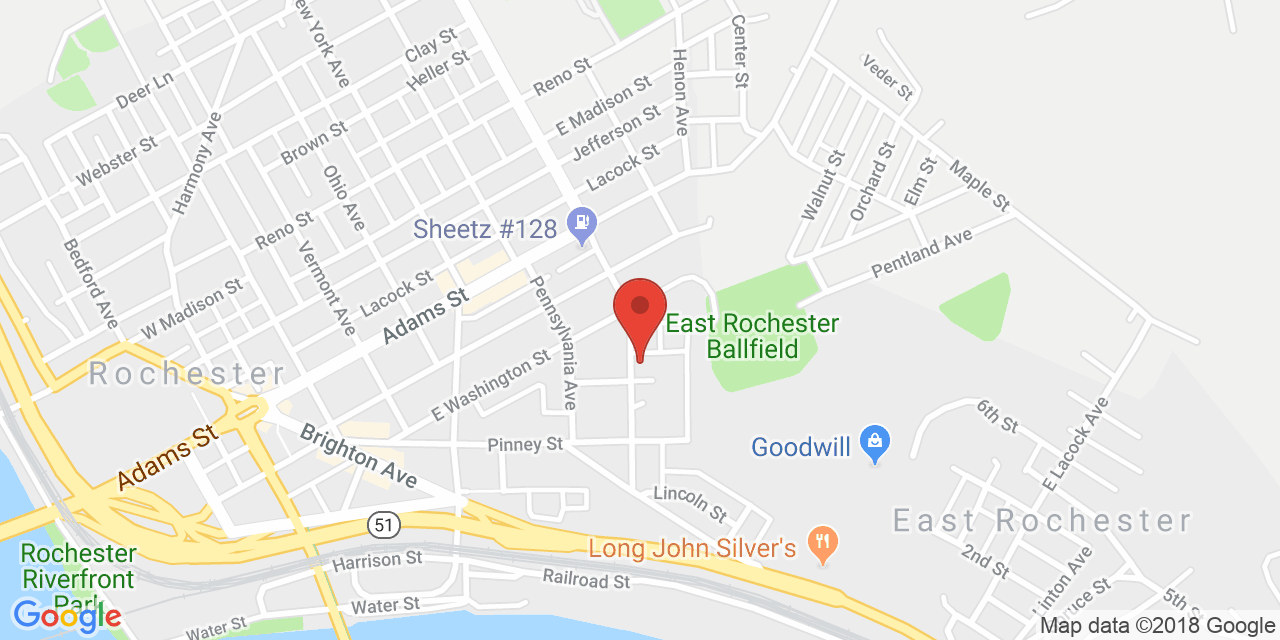 New York Ave
Clay St
Heller St
Deer Ln
Reno St
E Madison St
Henon Ave
Center St
Veder St
Webster St
Harmony Ave
Brown St
Jefferson St
Lacock St
Ohio Ave
Walnut St
Orchard St
Elm St
Maple St
Bedford Ave
Reno St
Sheetz #128
Vermont Ave
Lacock St
Pentland Ave
W Madison St
Adams St
Pennsylvania Ave
East Rochester
Ballfield
Rochester
E Washington St
Adams St
Brighton Ave
Pinney St
Goodwill
6th St
E Lacock Ave
Lincoln St
51
East Rochester
Long John Silver's
Rochester
Riverfront
Park
Harrison St
Railroad St
2nd St
Linton Ave
ruce St
5th St
Water St
Water St
Google
Map data ©2018 Google